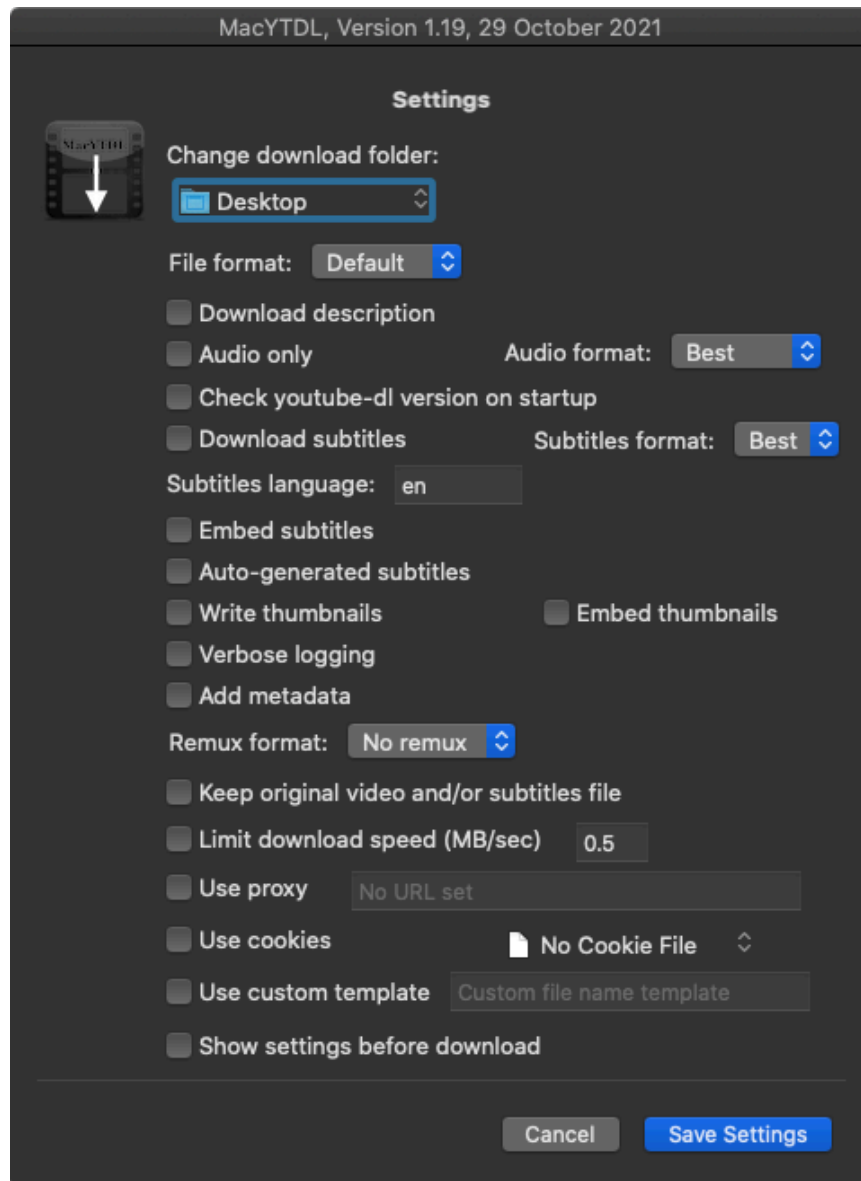 MacYTDL, Version 1.19, 29 October 2021
Settings
MacYTDL
Change download folder:
Desktop
File format: Default
Download description
Audio only Audio format: Best
Check youtube-dl version on startup
Download subtitles Subtitles format: Best
Subtitles language: en
Embed subtitles
Auto-generated subtitles
Write thumbnails Embed thumbnails
Verbose logging
Add metadata
Remux format: No remux
Keep original video and/or subtitles file
Limit download speed (MB/sec) 0.5
Use proxy No URL set
Use cookies No Cookie File
Use custom template Custom file name template
Show settings before download
Cancel Save Settings